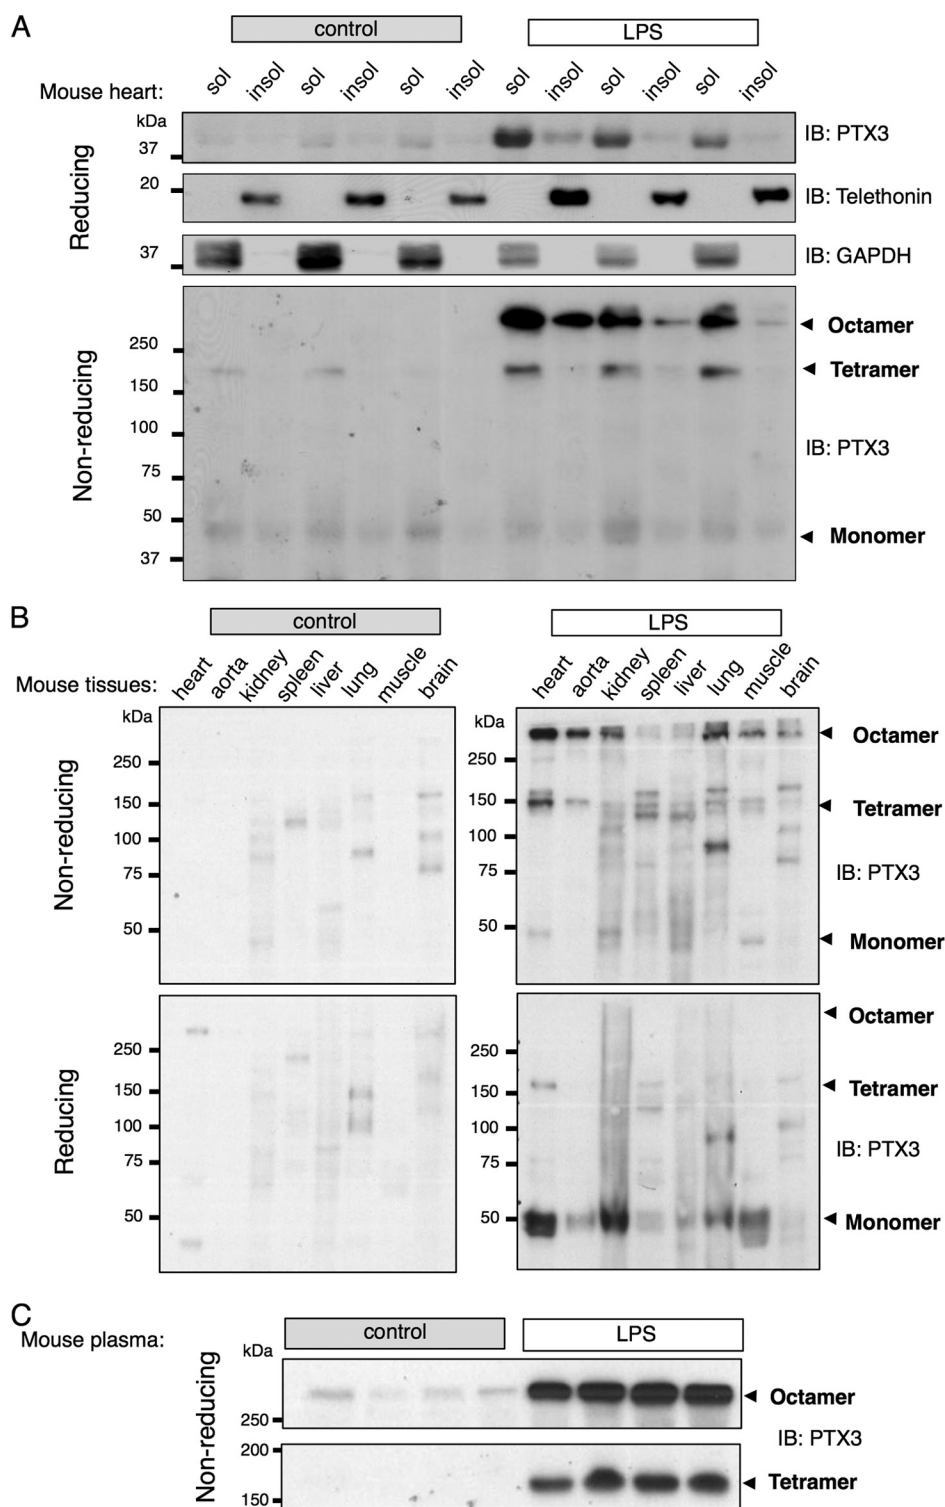 A
control LPS
Mouse heart: sol insol sol insol sol insol sol insol sol insol sol insol
kDa
37
IB: PTX3
20
IB: Telethonin
Reducing
37
IB: GAPDH
Octamer
250
Tetramer
150
100
IB: PTX3
Non-reducing
75
50
Monomer
37
B
control LPS
Mouse tissues: heart aorta kidney spleen liver lung muscle brain heart aorta kidney spleen liver lung muscle brain
kDa kDa
Octamer
250 250
150 150
Tetramer
Non-reducing
100 100
75 75
IB: PTX3
50 50
Monomer
Octamer
250 250
150 150
Tetramer
Reducing
100 100
75 75
IB: PTX3
50 50
Monomer
C
Mouse plasma: control LPS
kDa
Octamer
250
IB: PTX3
Non-reducing
200
Tetramer
150